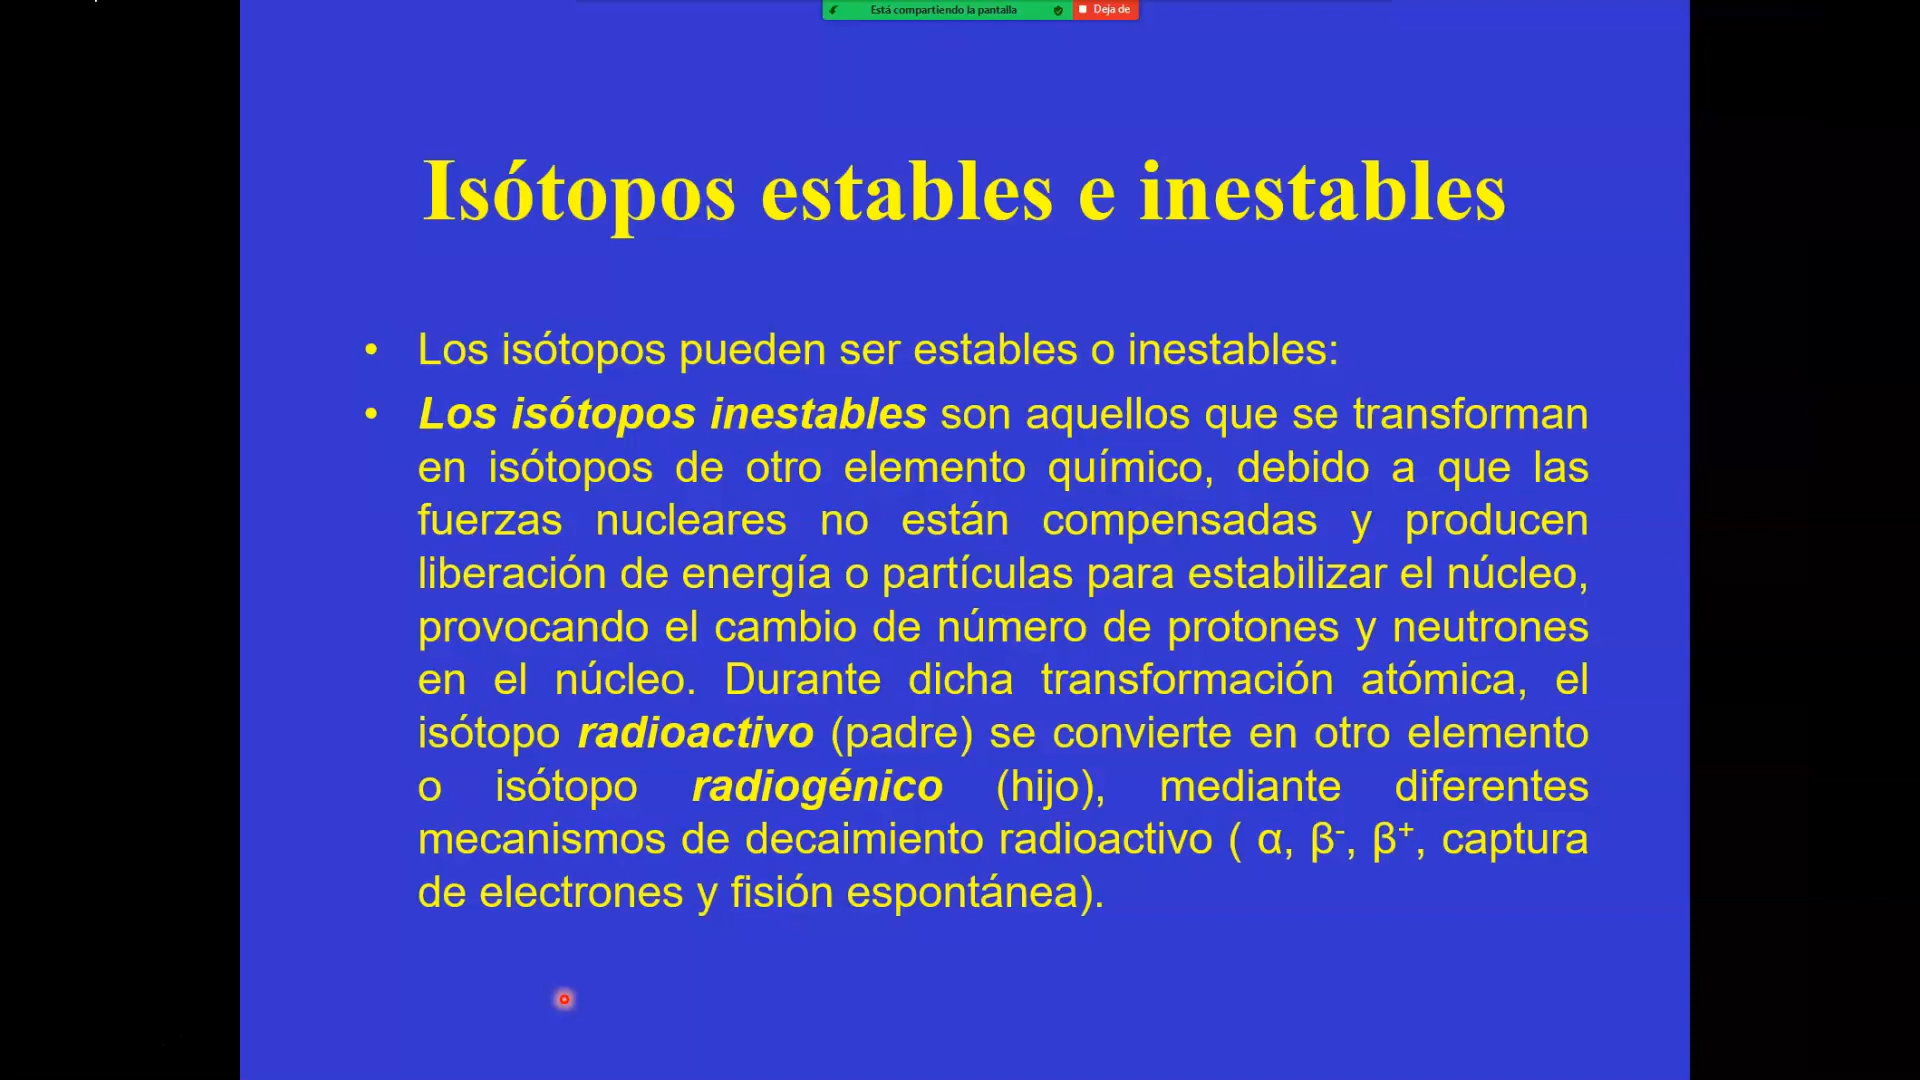 Está compartiendo la pantalla
Deja de
Isótopos estables e inestables
• Los isótopos pueden ser estables o inestables:
• Los isótopos inestables son aquellos que se transforman
en isótopos de otro elemento químico, debido a que las
fuerzas nucleares no están compensadas y producen
liberación de energía o partículas para estabilizar el núcleo,
provocando el cambio de número de protones y neutrones
en el núcleo. Durante dicha transformación atómica, el
isótopo radioactivo (padre) se convierte en otro elemento
o isótopo radiogénico (hijo), mediante diferentes
mecanismos de decaimiento radioactivo ( α, β⁻, β⁺, captura
de electrones y fisión espontánea).